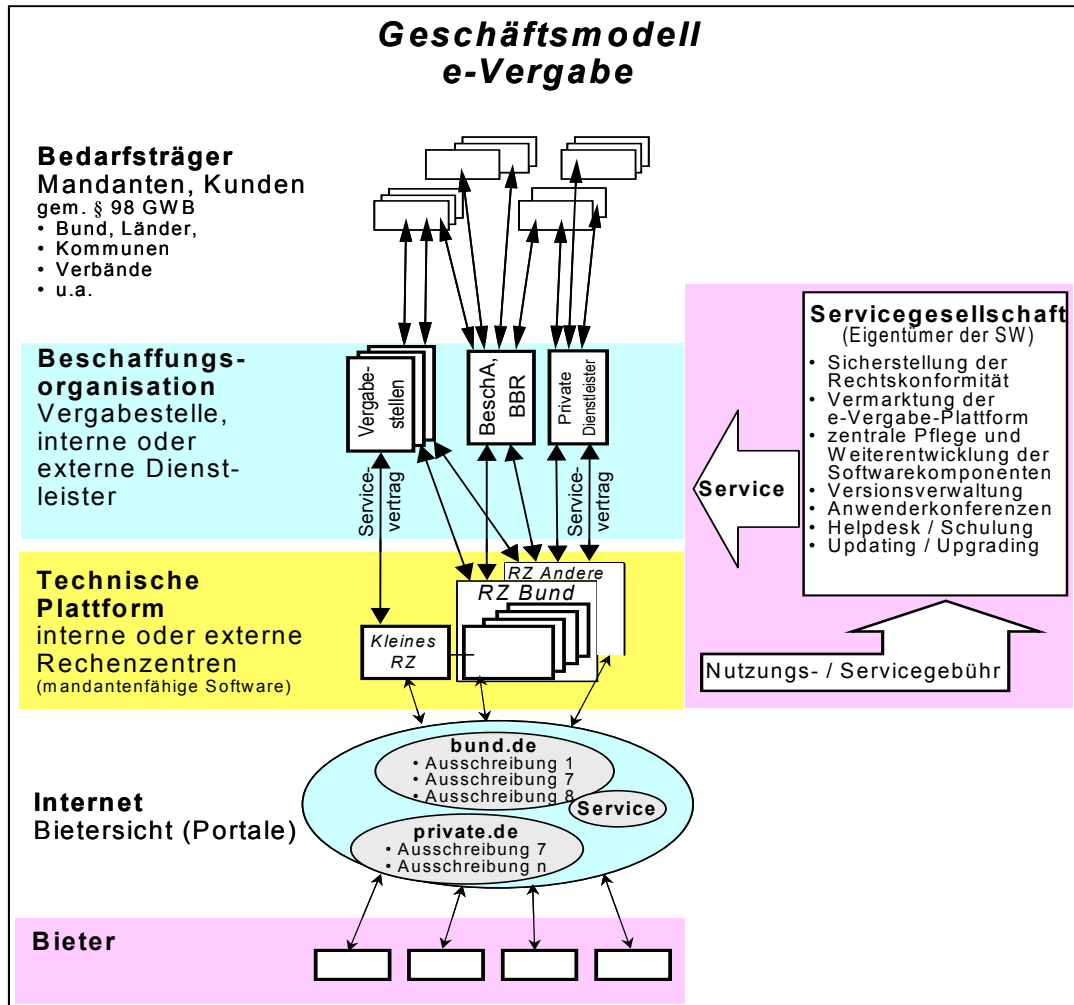 Geschäftsmodell
e-Vergabe
Bedarfsträger
Mandanten, Kunden
gem. § 98 GWB
• Bund, Länder,
• Kommunen
• Verbände
• u.a.
Beschaffungs-
organisation
Vergabestelle,
interne oder
externe Dienst-
leister
Vergabe-
stellen
BeschA,
BBR
Private
Dienstleister
Service-
vertrag
Service-
vertrag
Servicegesellschaft
(Eigentümer der SW)
• Sicherstellung der
Rechtskonformität
• Vermarktung der
e-Vergabe-Plattform
• zentrale Pflege und
Weiterentwicklung der
Softwarekomponenten
• Versionsverwaltung
• Anwenderkonferenzen
• Helpdesk / Schulung
• Updating / Upgrading
Service
Nutzungs- / Servicegebühr
Technische
Plattform
interne oder externe
Rechenzentren
(mandantenfähige Software)
RZ Andere
RZ Bund
Kleines
RZ
Internet
Bietersicht (Portale)
bund.de
• Ausschreibung 1
• Ausschreibung 7
• Ausschreibung 8
Service
private.de
• Ausschreibung 7
• Ausschreibung n
Bieter